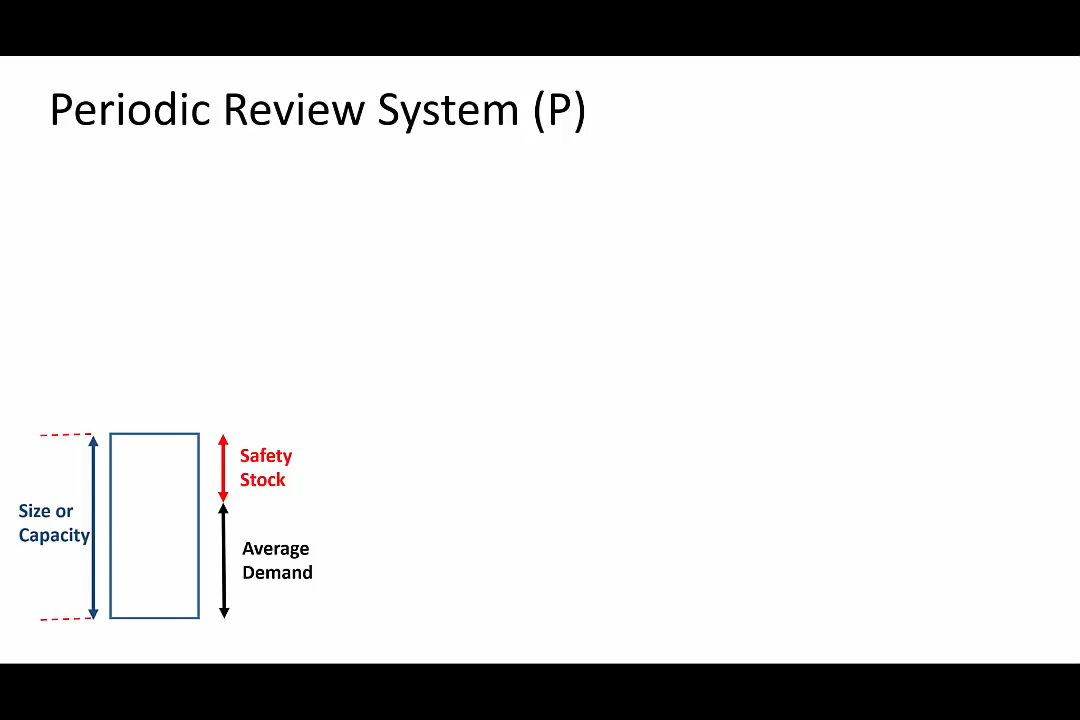 Periodic Review System (P)
Safety
Stock
Size or
Capacity
Average
Demand